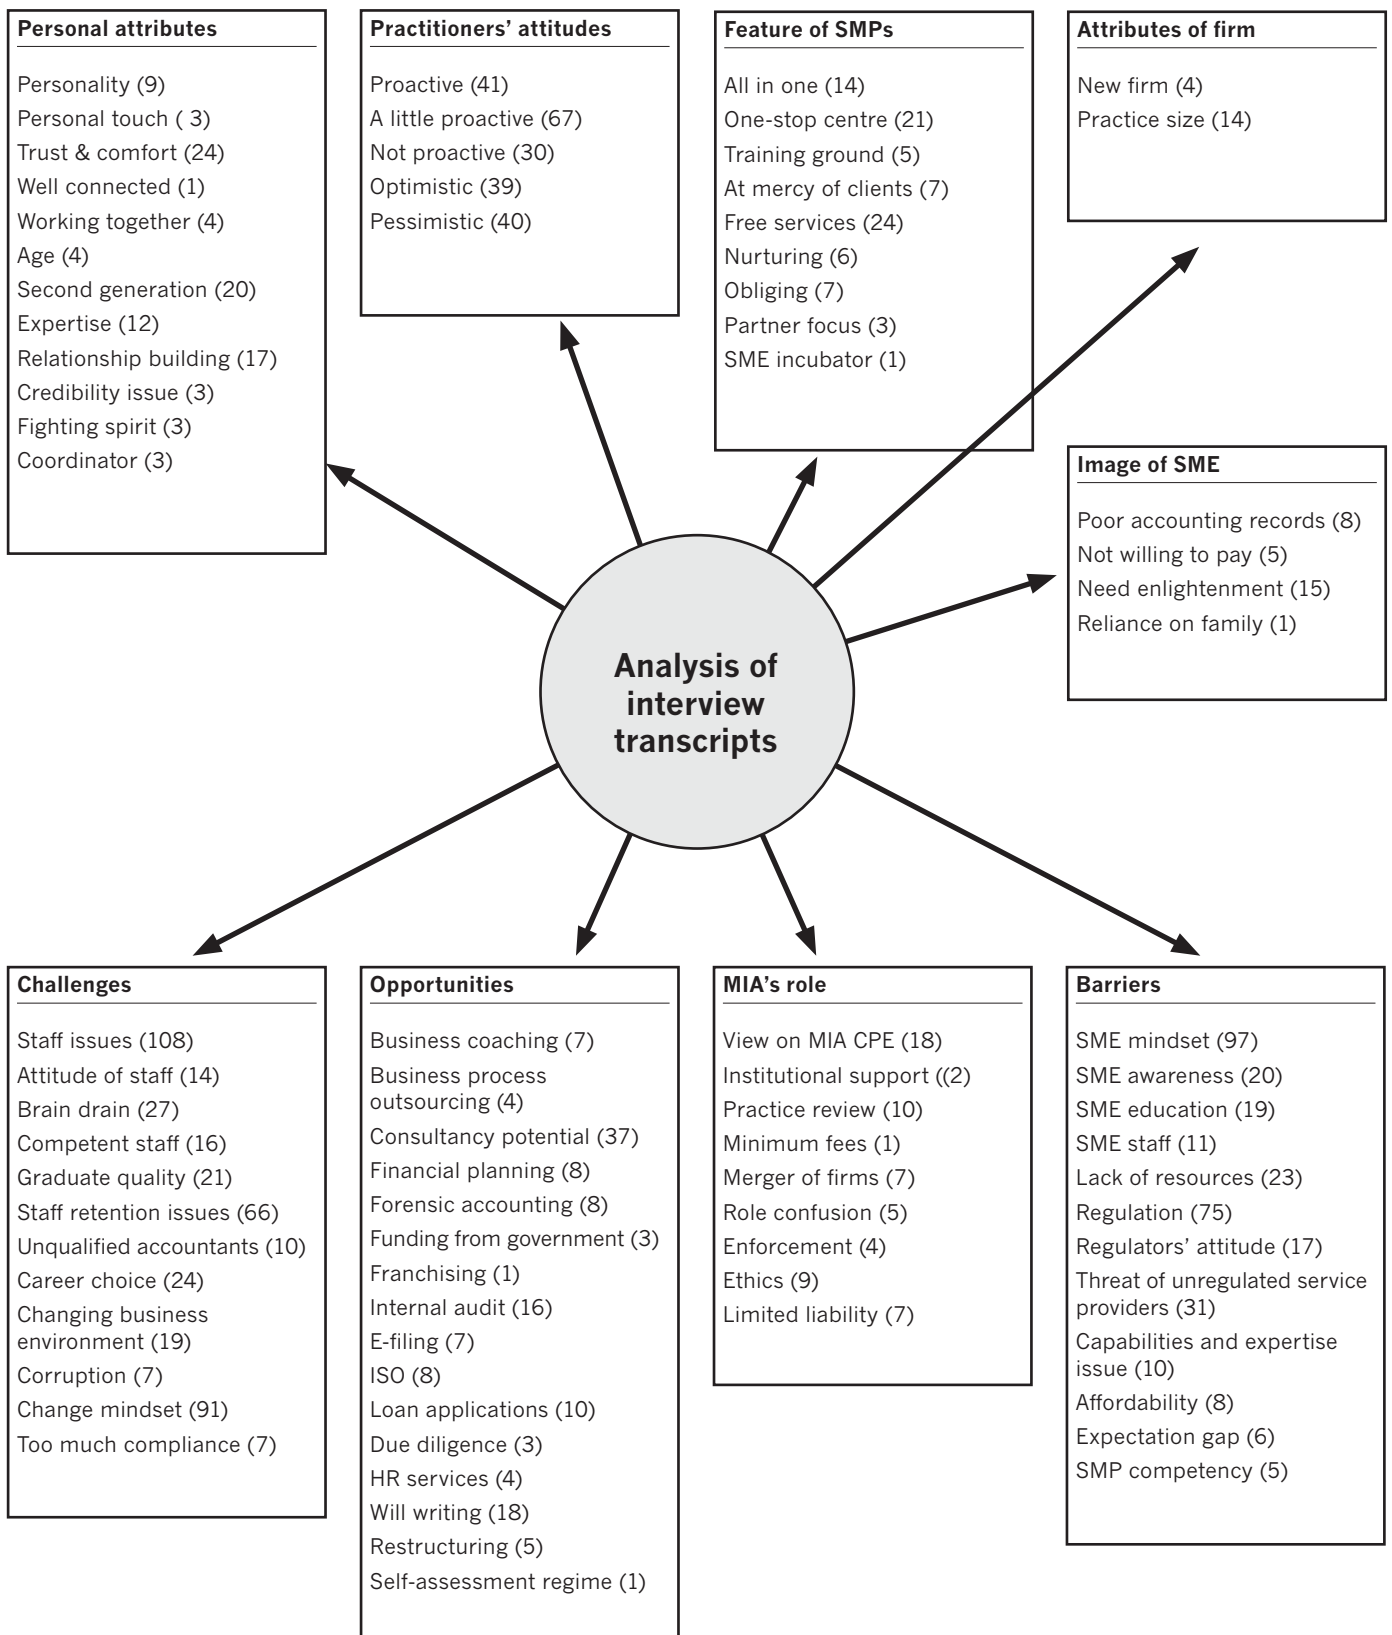 Personal attributes
Personality (9)
Personal touch ( 3)
Trust & comfort (24)
Well connected (1)
Working together (4)
Age (4)
Second generation (20)
Expertise (12)
Relationship building (17)
Credibility issue (3)
Fighting spirit (3)
Coordinator (3)
Practitioners’ attitudes
Proactive (41)
A little proactive (67)
Not proactive (30)
Optimistic (39)
Pessimistic (40)
Feature of SMPs
All in one (14)
One-stop centre (21)
Training ground (5)
At mercy of clients (7)
Free services (24)
Nurturing (6)
Obliging (7)
Partner focus (3)
SME incubator (1)
Attributes of firm
New firm (4)
Practice size (14)
Image of SME
Poor accounting records (8)
Not willing to pay (5)
Need enlightenment (15)
Reliance on family (1)
Analysis of
interview
transcripts
Challenges
Staff issues (108)
Attitude of staff (14)
Brain drain (27)
Competent staff (16)
Graduate quality (21)
Staff retention issues (66)
Unqualified accountants (10)
Career choice (24)
Changing business
environment (19)
Corruption (7)
Change mindset (91)
Too much compliance (7)
Opportunities
Business coaching (7)
Business process
outsourcing (4)
Consultancy potential (37)
Financial planning (8)
Forensic accounting (8)
Funding from government (3)
Franchising (1)
Internal audit (16)
E-filing (7)
ISO (8)
Loan applications (10)
Due diligence (3)
HR services (4)
Will writing (18)
Restructuring (5)
Self-assessment regime (1)
MIA’s role
View on MIA CPE (18)
Institutional support ((2)
Practice review (10)
Minimum fees (1)
Merger of firms (7)
Role confusion (5)
Enforcement (4)
Ethics (9)
Limited liability (7)
Barriers
SME mindset (97)
SME awareness (20)
SME education (19)
SME staff (11)
Lack of resources (23)
Regulation (75)
Regulators’ attitude (17)
Threat of unregulated service
providers (31)
Capabilities and expertise
issue (10)
Affordability (8)
Expectation gap (6)
SMP competency (5)